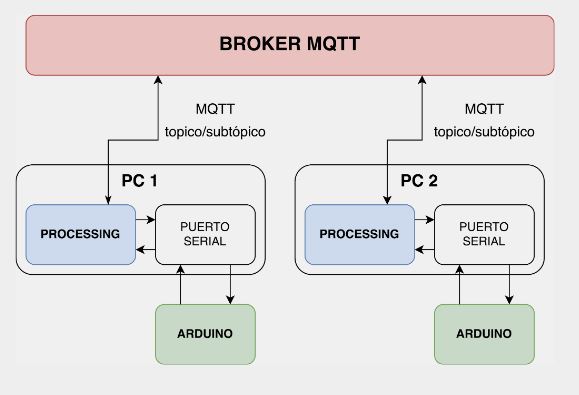 BROKER MQTT
MQTT
topico/subtópico
MQTT
topico/subtópico
PC 1
PC 2
PROCESSING
PUERTO
SERIAL
PROCESSING
PUERTO
SERIAL
ARDUINO
ARDUINO